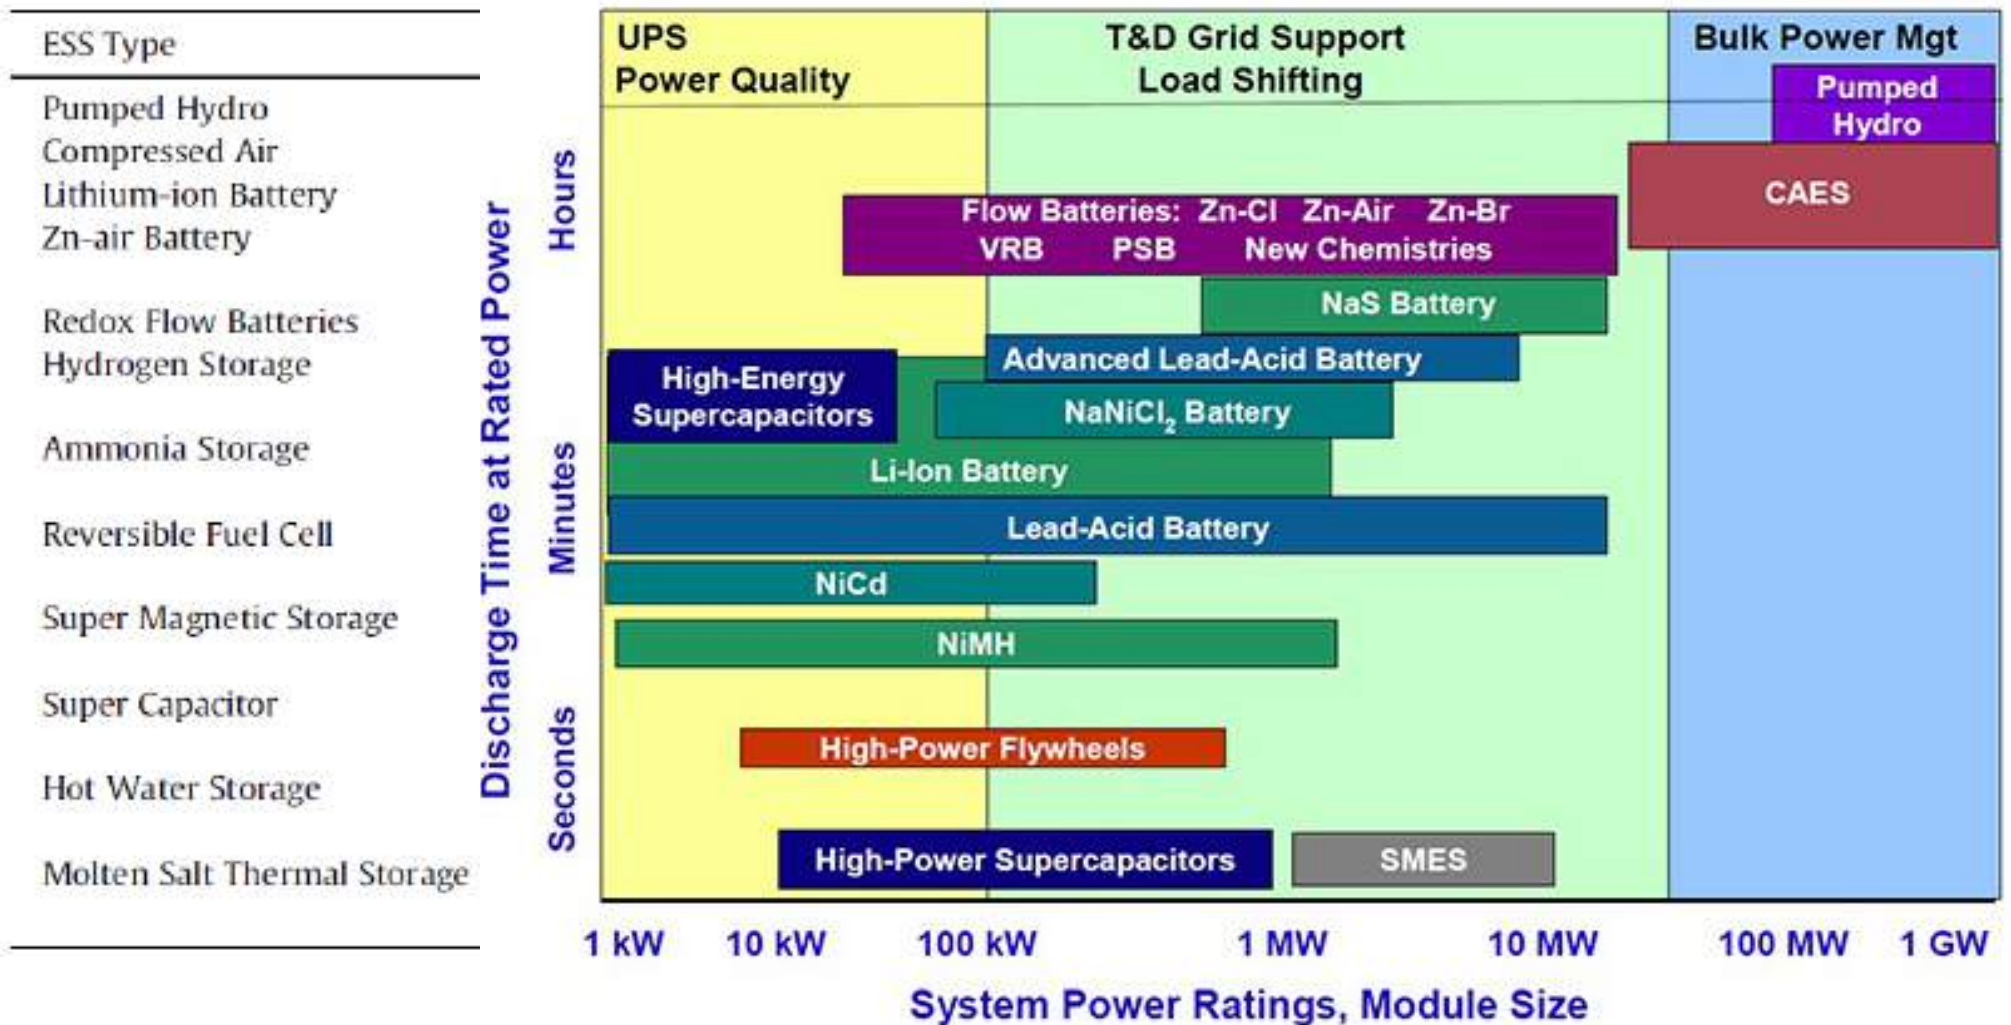 ESS Type
Pumped Hydro
Compressed Air
Lithium-ion Battery
Zn-air Battery
Redox Flow Batteries
Hydrogen Storage
Ammonia Storage
Reversible Fuel Cell
Super Magnetic Storage
Super Capacitor
Hot Water Storage
Molten Salt Thermal Storage
Discharge Time at Rated Power
Hours
Minutes
Seconds
UPS
Power Quality
T&D Grid Support
Load Shifting
Bulk Power Mgt
Pumped
Hydro
CAES
Flow Batteries: Zn-Cl Zn-Air Zn-Br
VRB PSB New Chemistries
NaS Battery
Advanced Lead-Acid Battery
High-Energy
Supercapacitors
NaNiCl₂ Battery
Li-Ion Battery
Lead-Acid Battery
NiCd
NiMH
High-Power Flywheels
High-Power Supercapacitors
SMES
1 kW 10 kW 100 kW 1 MW 10 MW 100 MW 1 GW
System Power Ratings, Module Size